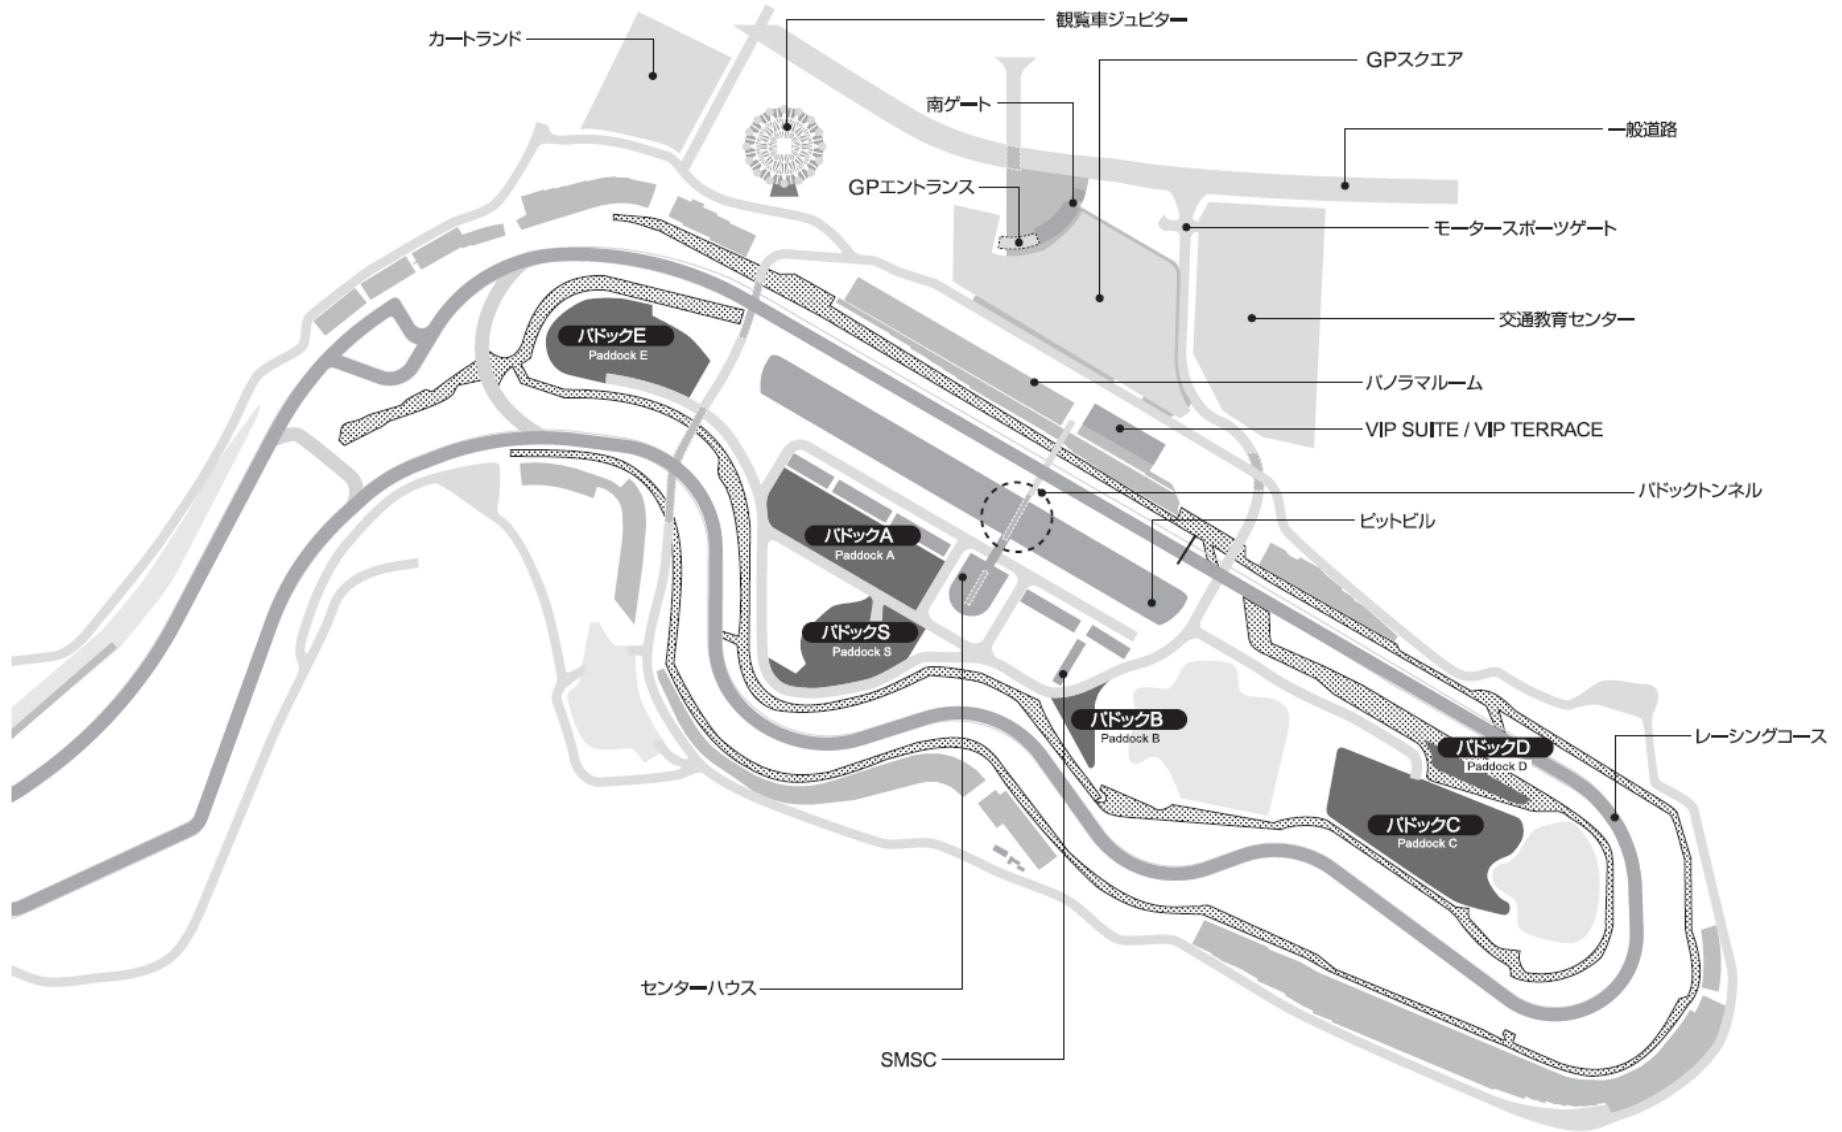 観覧車ジュピター
カートランド
GPスクエア
南ゲート
一般道路
GPエントランス
モータースポーツゲート
交通教育センター
パドックE
Paddock E
パノラマルーム
VIP SUITE / VIP TERRACE
パドックトンネル
ピットビル
パドックA
Paddock A
パドックS
Paddock S
パドックB
Paddock B
レーシングコース
パドックD
Paddock D
パドックC
Paddock C
センターハウス
SMSC